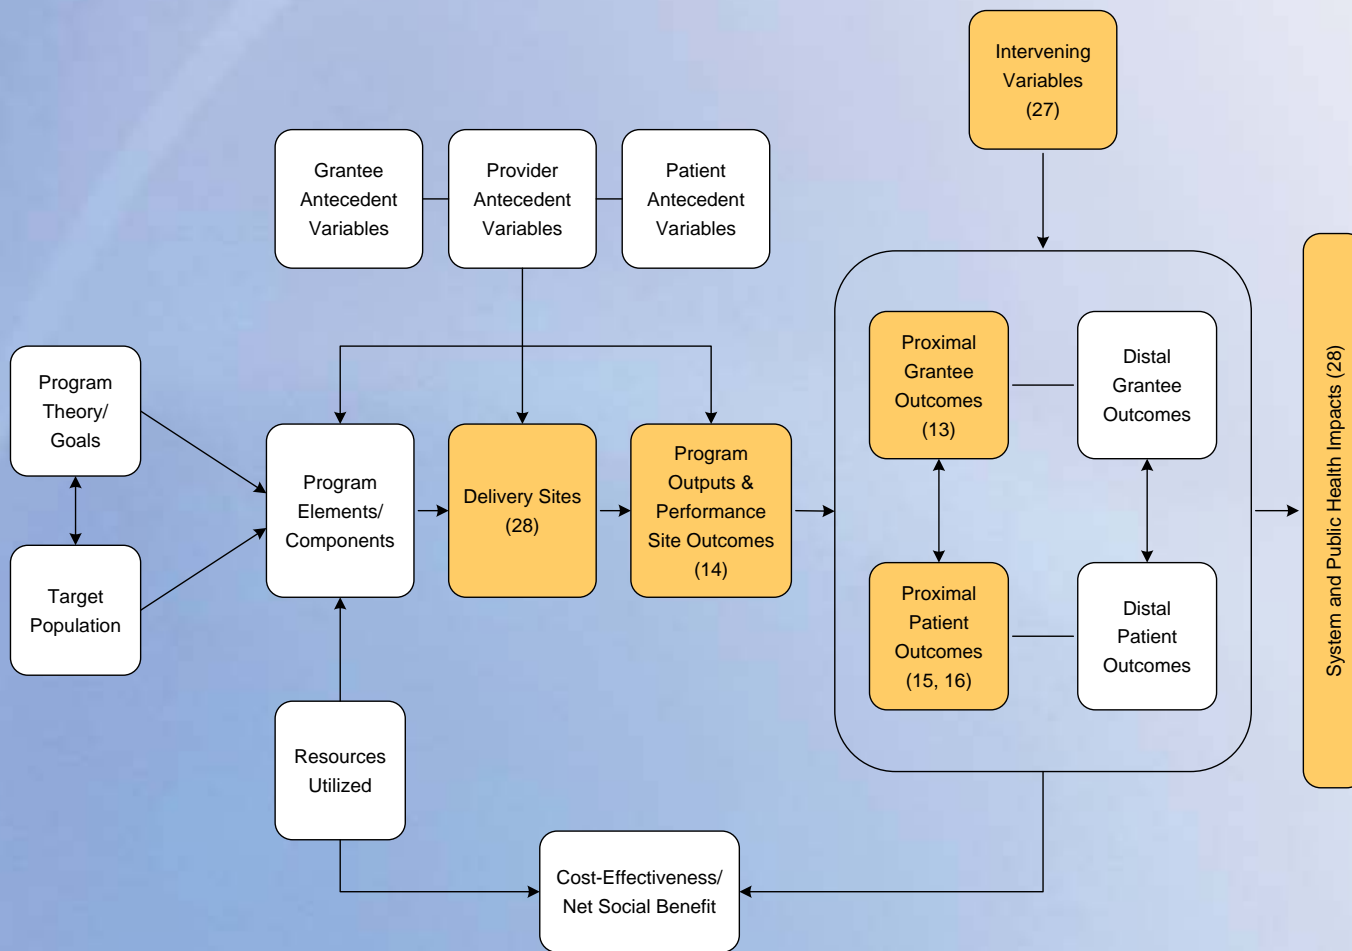 Intervening
Variables
(27)
Grantee
Antecedent
Variables
Provider
Antecedent
Variables
Patient
Antecedent
Variables
Program
Theory/
Goals
Target
Population
Program
Elements/
Components
Delivery Sites
(28)
Program
Outputs &
Performance
Site Outcomes
(14)
Proximal
Grantee
Outcomes
(13)
Distal
Grantee
Outcomes
Proximal
Patient
Outcomes
(15, 16)
Distal
Patient
Outcomes
System and Public Health Impacts (28)
Resources
Utilized
Cost-Effectiveness/
Net Social Benefit